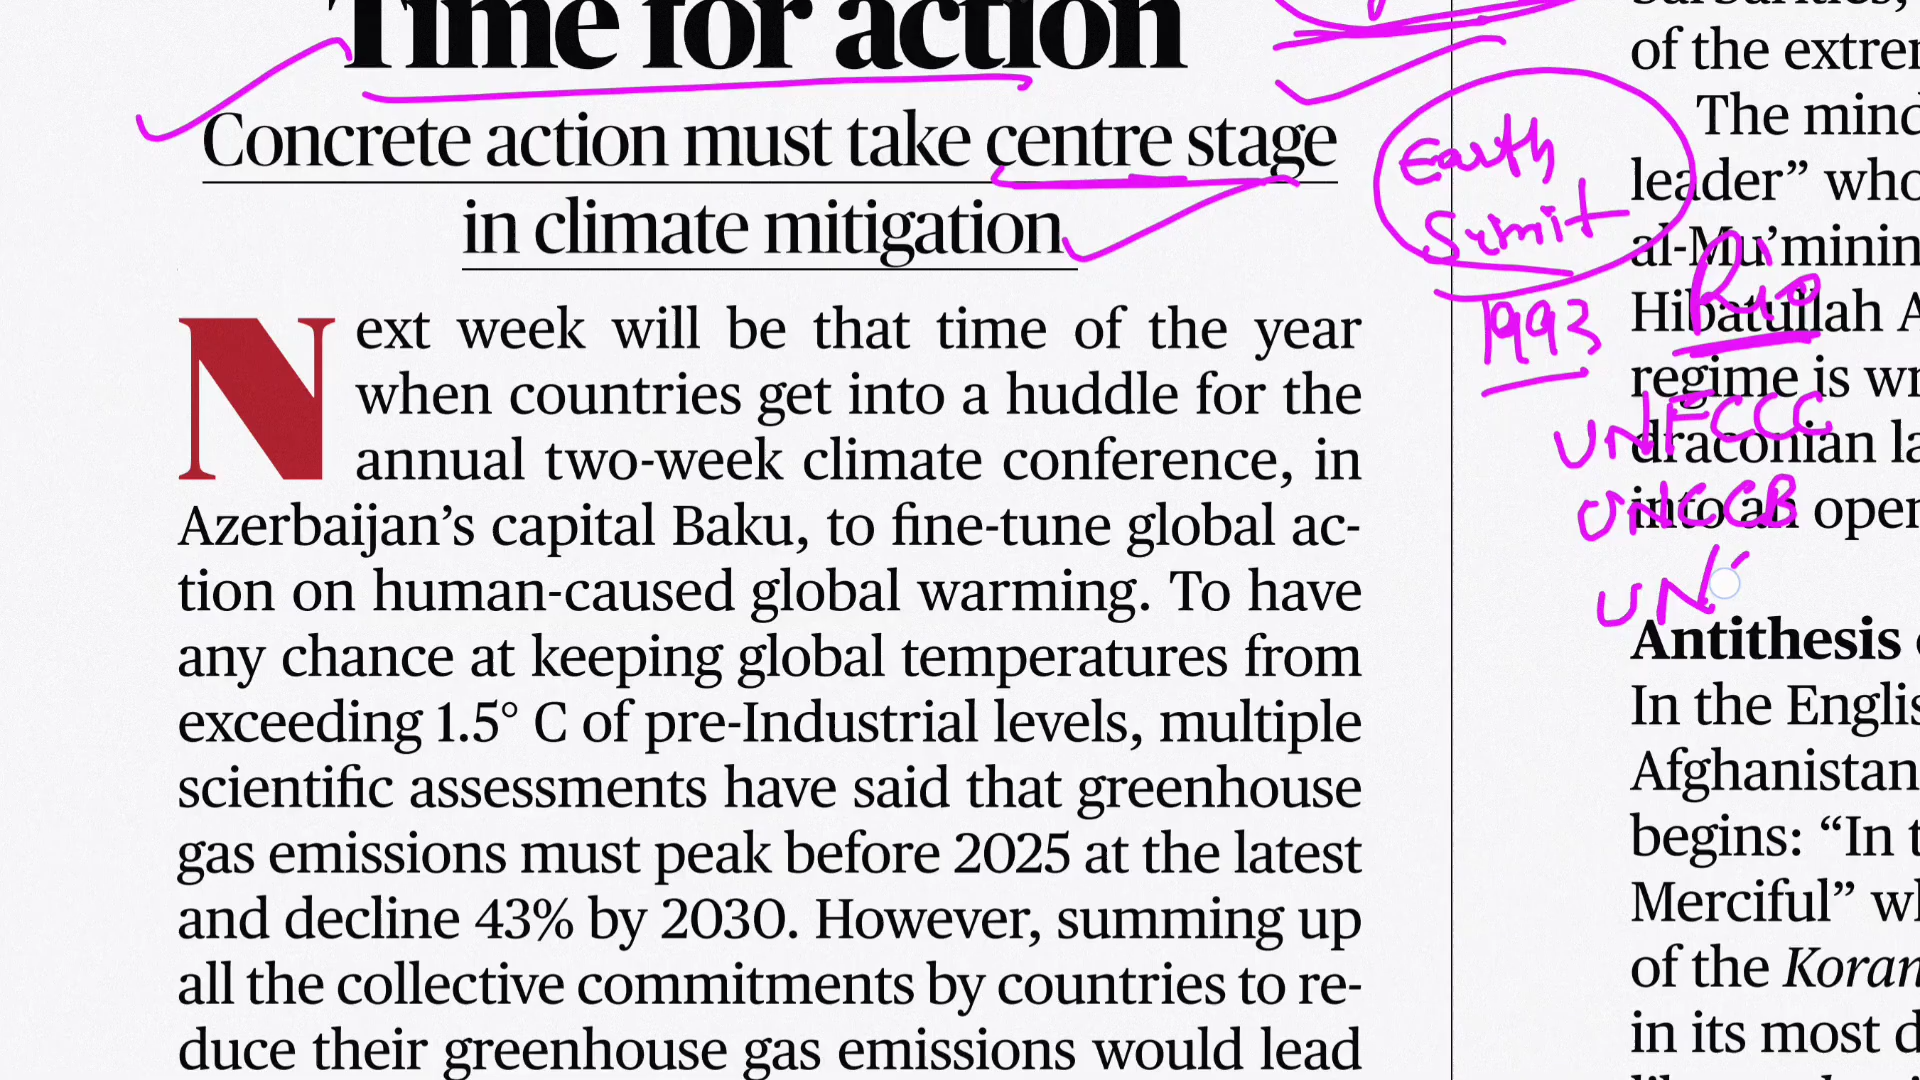 Time for action
Concrete action must take centre stage
in climate mitigation
Next week will be that time of the year
when countries get into a huddle for the
annual two-week climate conference, in
Azerbaijan’s capital Baku, to fine-tune global ac-
tion on human-caused global warming. To have
any chance at keeping global temperatures from
exceeding 1.5° C of pre-Industrial levels, multiple
scientific assessments have said that greenhouse
gas emissions must peak before 2025 at the latest
and decline 43% by 2030. However, summing up
all the collective commitments by countries to re-
duce their greenhouse gas emissions would lead
Earth
Summit
1993
Rio
UNFCCC
UNCCB
UN
of the extrem
The mind
leader” who
al-Mu’minin
Hibatullah A
regime is wr
draconian la
into an oper
Antithesis
In the Englis
Afghanistan
begins: “In t
Merciful” wh
of the Koran
in its most d